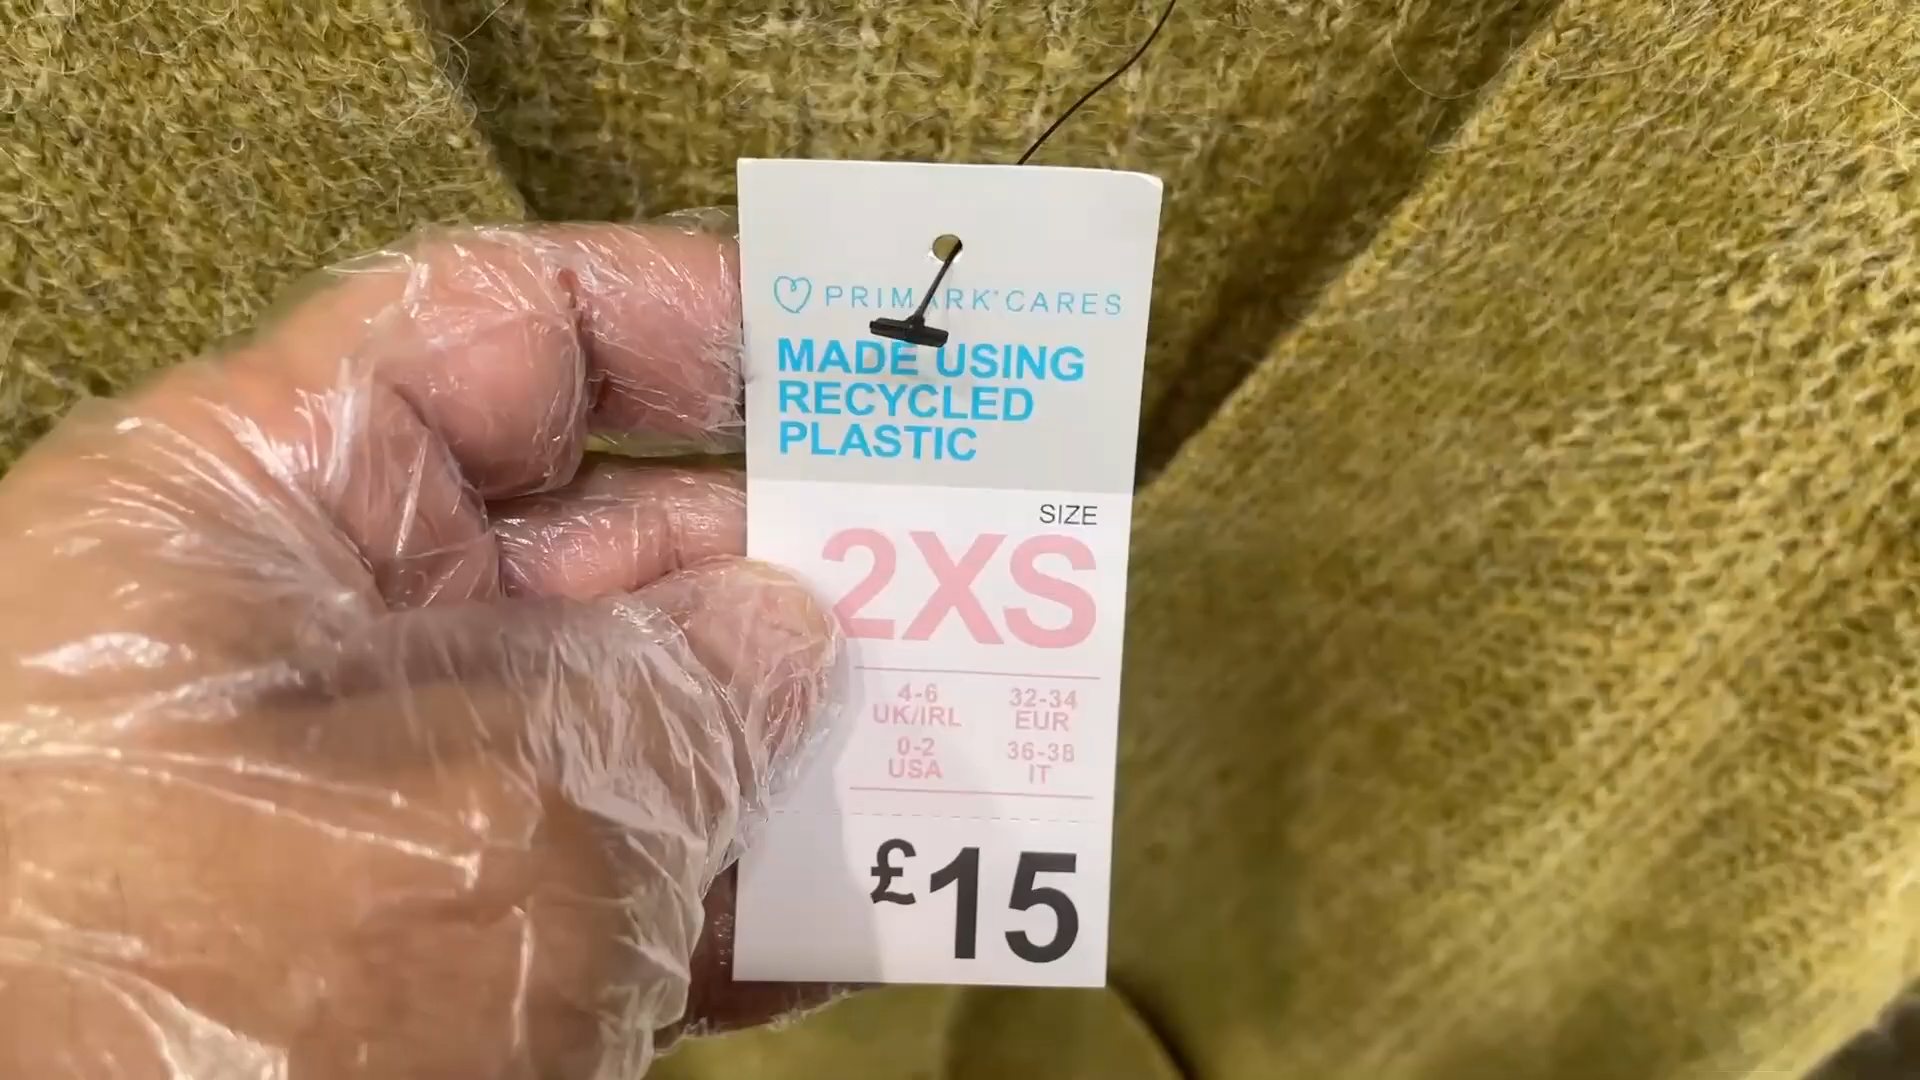 PRIMARK® CARES
MADE USING
RECYCLED
PLASTIC
SIZE
2XS
4-6
UK/IRL
32-34
EUR
0-2
USA
36-38
IT
£15